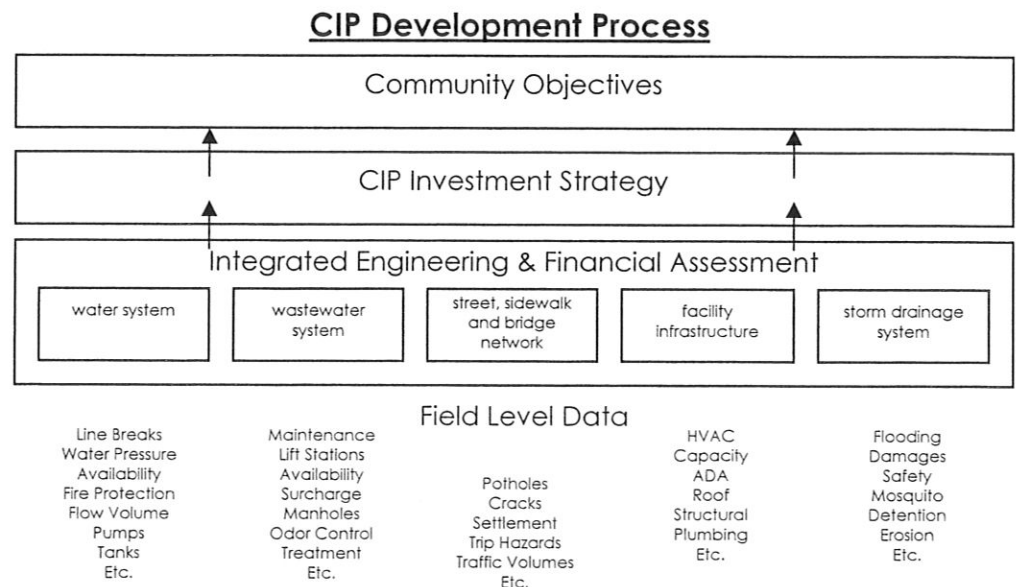 CIP Development Process
Community Objectives
CIP Investment Strategy
Integrated Engineering & Financial Assessment
water system
wastewater
system
street, sidewalk
and bridge
network
facility
infrastructure
storm drainage
system
Field Level Data
Line Breaks
Water Pressure
Availability
Fire Protection
Flow Volume
Pumps
Tanks
Etc.
Maintenance
Lift Stations
Availability
Surcharge
Manholes
Odor Control
Treatment
Etc.
Potholes
Cracks
Settlement
Trip Hazards
Traffic Volumes
Etc.
HVAC
Capacity
ADA
Roof
Structural
Plumbing
Etc.
Flooding
Damages
Safety
Mosquito
Detention
Erosion
Etc.